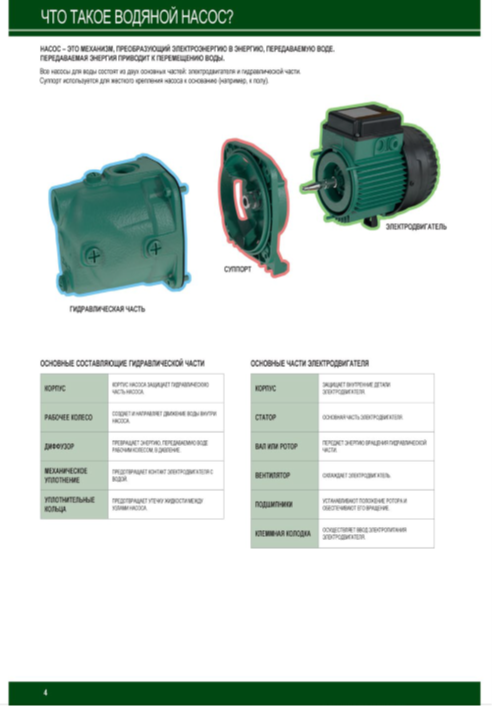 ЧТО ТАКОЕ ВОДЯНОЙ НАСОС?
НАСОС – ЭТО МЕХАНИЗМ, ПРЕОБРАЗУЮЩИЙ ЭЛЕКТРОЭНЕРГИЮ В ЭНЕРГИЮ, ПЕРЕДАВАЕМУЮ ВОДЕ.
ПЕРЕДАВАЕМАЯ ЭНЕРГИЯ ПРИВОДИТ К ПЕРЕМЕЩЕНИЮ ВОДЫ.
Все насосы для воды состоят из двух основных частей: электродвигателя и гидравлической части.
Суппорт используется для жесткого крепления насоса к основанию (например, к полу).
ЭЛЕКТРОДВИГАТЕЛЬ
СУППОРТ
ГИДРАВЛИЧЕСКАЯ ЧАСТЬ
ОСНОВНЫЕ СОСТАВЛЯЮЩИЕ ГИДРАВЛИЧЕСКОЙ ЧАСТИ
КОРПУС
КОРПУС НАСОСА ЗАЩИЩАЕТ ГИДРАВЛИЧЕСКУЮ
ЧАСТЬ НАСОСА.
РАБОЧЕЕ КОЛЕСО
СОЗДАЕТ И НАПРАВЛЯЕТ ДВИЖЕНИЕ ВОДЫ ВНУТРИ
НАСОСА.
ДИФФУЗОР
ПРЕВРАЩАЕТ ЭНЕРГИЮ, ПЕРЕДАВАЕМУЮ ВОДЕ
РАБОЧИМ КОЛЕСОМ, В ДАВЛЕНИЕ.
МЕХАНИЧЕСКОЕ
УПЛОТНЕНИЕ
ПРЕДОТВРАЩАЕТ КОНТАКТ ЭЛЕКТРОДВИГАТЕЛЯ С
ВОДОЙ.
УПЛОТНИТЕЛЬНЫЕ
КОЛЬЦА
ПРЕДОТВРАЩАЮТ УТЕЧКУ ЖИДКОСТИ МЕЖДУ
УЗЛАМИ НАСОСА.
ОСНОВНЫЕ ЧАСТИ ЭЛЕКТРОДВИГАТЕЛЯ
КОРПУС
ЗАЩИЩАЕТ ВНУТРЕННИЕ ДЕТАЛИ
ЭЛЕКТРОДВИГАТЕЛЯ.
СТАТОР
ОСНОВНАЯ ЧАСТЬ ЭЛЕКТРОДВИГАТЕЛЯ.
ВАЛ ИЛИ РОТОР
ПЕРЕДАЕТ ЭНЕРГИЮ ВРАЩЕНИЯ ГИДРАВЛИЧЕСКОЙ
ЧАСТИ.
ВЕНТИЛЯТОР
ОХЛАЖДАЕТ ЭЛЕКТРОДВИГАТЕЛЬ.
ПОДШИПНИКИ
УСТАНАВЛИВАЮТ ПОЛОЖЕНИЕ РОТОРА И
ОБЕСПЕЧИВАЮТ ЕГО ВРАЩЕНИЕ.
КЛЕММНАЯ КОЛОДКА
ОСУЩЕСТВЛЯЕТ ВВОД ЭЛЕКТРОПИТАНИЯ
ЭЛЕКТРОДВИГАТЕЛЯ.
4